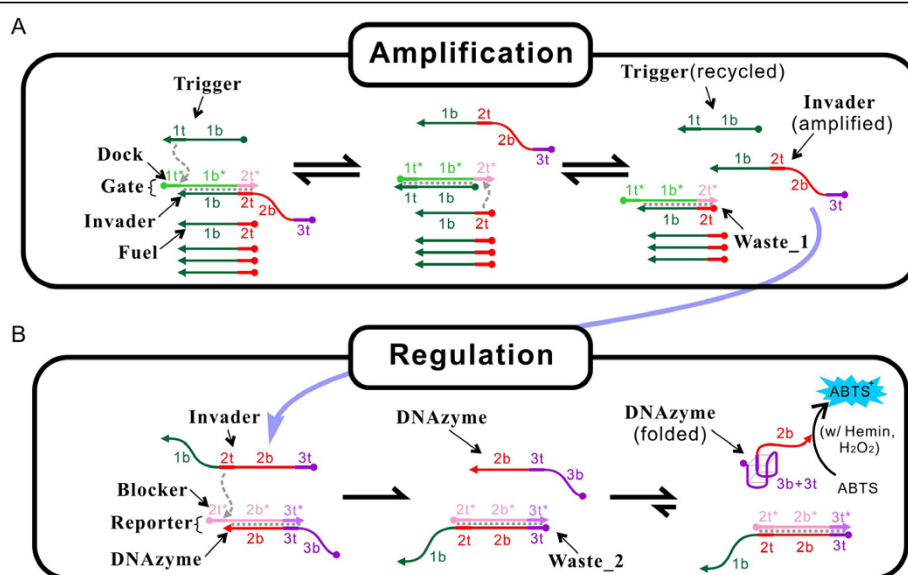 A
Amplification
Trigger
1t 1b
Dock
Gate
1t* 1b* 2t*
Invader
1b 2t 2b 3t
Fuel
1b 2t
1b 2t 2b 3t
1t* 1b* 2t*
1t 1b
1b 2t
Trigger(recycled)
1t 1b
Invader
(amplified)
1b 2t 2b 3t
1t* 1b* 2t*
1b 2t
Waste_1
B
Regulation
Invader
1b 2t 2b 3t
Blocker
Reporter
2t* 2b* 3t*
DNAzyme
2b 3t 3b
DNAzyme
2b 3t 3b
2t* 2b* 3t*
1b 2t 2b 3t
Waste_2
DNAzyme
(folded)
2b
3b+3t
ABTS+
(w/ Hemin,
H₂O₂)
ABTS
2t* 2b* 3t*
1b 2t 2b 3t